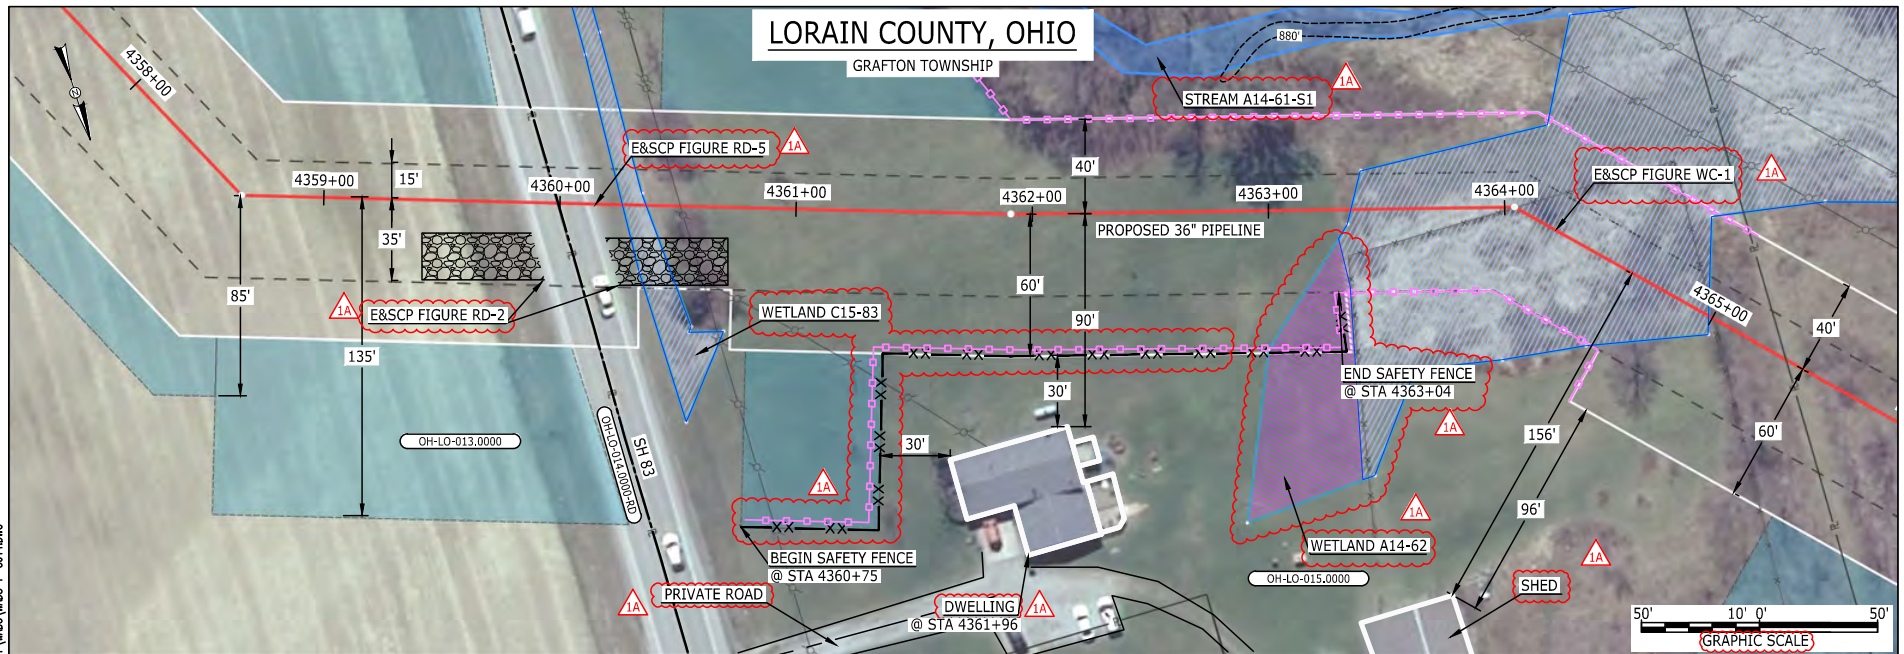 LORAIN COUNTY, OHIO
GRAFTON TOWNSHIP
880'
1A
STREAM A14-61-S1
4358+00
N
E&SCP FIGURE RD-5
1A
40'
E&SCP FIGURE WC-1
1A
4359+00
15'
4360+00
4361+00
4362+00
4363+00
4364+00
35'
PROPOSED 36" PIPELINE
85'
60'
4365+00
1A
E&SCP FIGURE RD-2
WETLAND C15-83
90'
40'
135'
END SAFETY FENCE
@ STA 4363+04
30'
1A
OH-LO-013.0000
OH-LO-014.0000-RD
SH 83
30'
156'
60'
1A
96'
1A
BEGIN SAFETY FENCE
@ STA 4360+75
WETLAND A14-62
OH-LO-015.0000
1A
SHED
1A
PRIVATE ROAD
DWELLING
@ STA 4361+96
1A
50'
10'
0'
50'
GRAPHIC SCALE